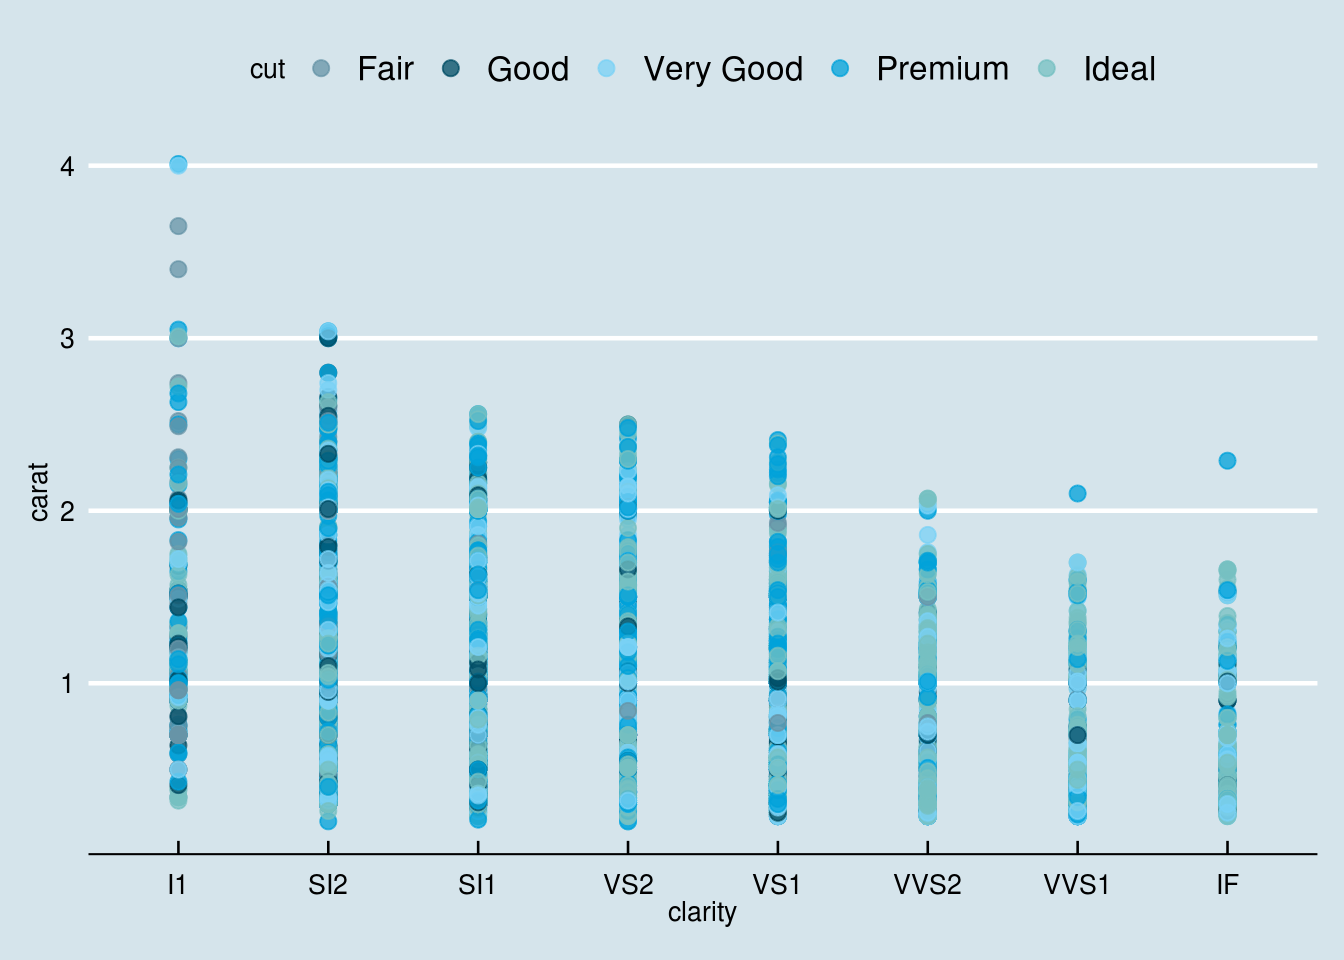 cut Fair Good Very Good Premium Ideal
4
3
2
1
carat
I1 SI2 SI1 VS2 VS1 VVS2 VVS1 IF
clarity